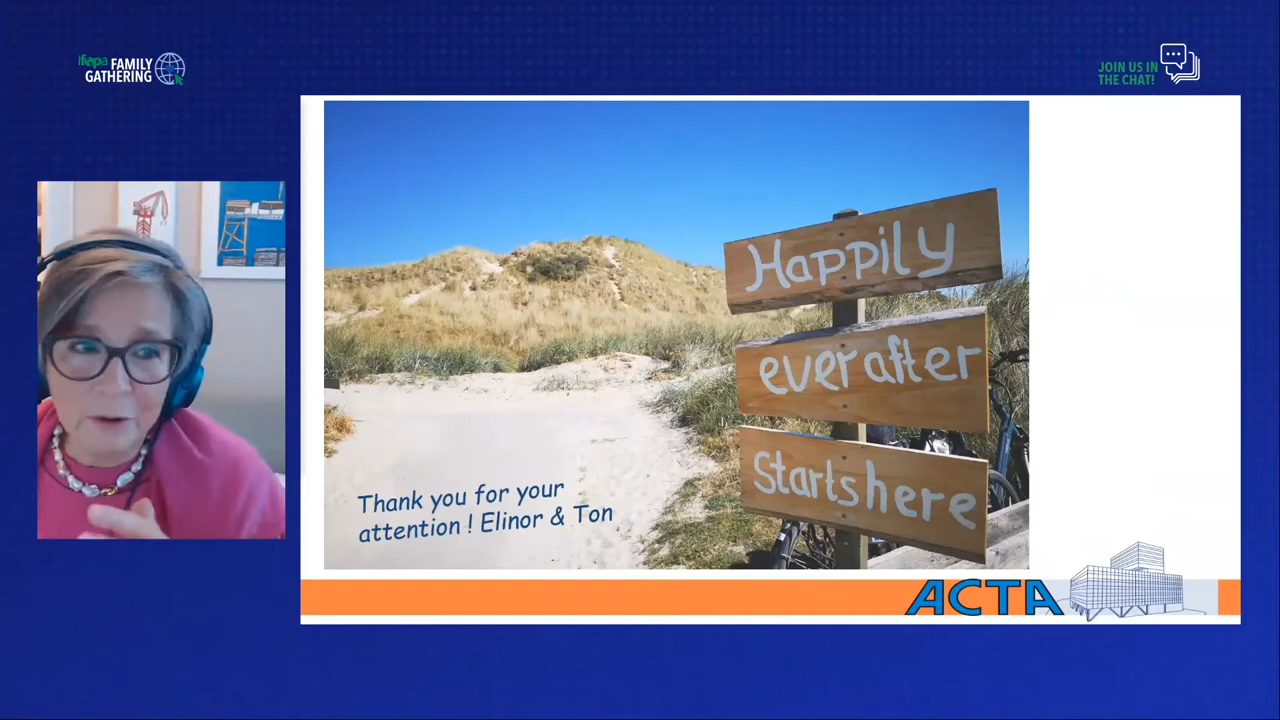 ifopa FAMILY
GATHERING
JOIN US IN
THE CHAT!
Happily
ever after
Starts here
Thank you for your
attention ! Elinor & Ton
ACTA